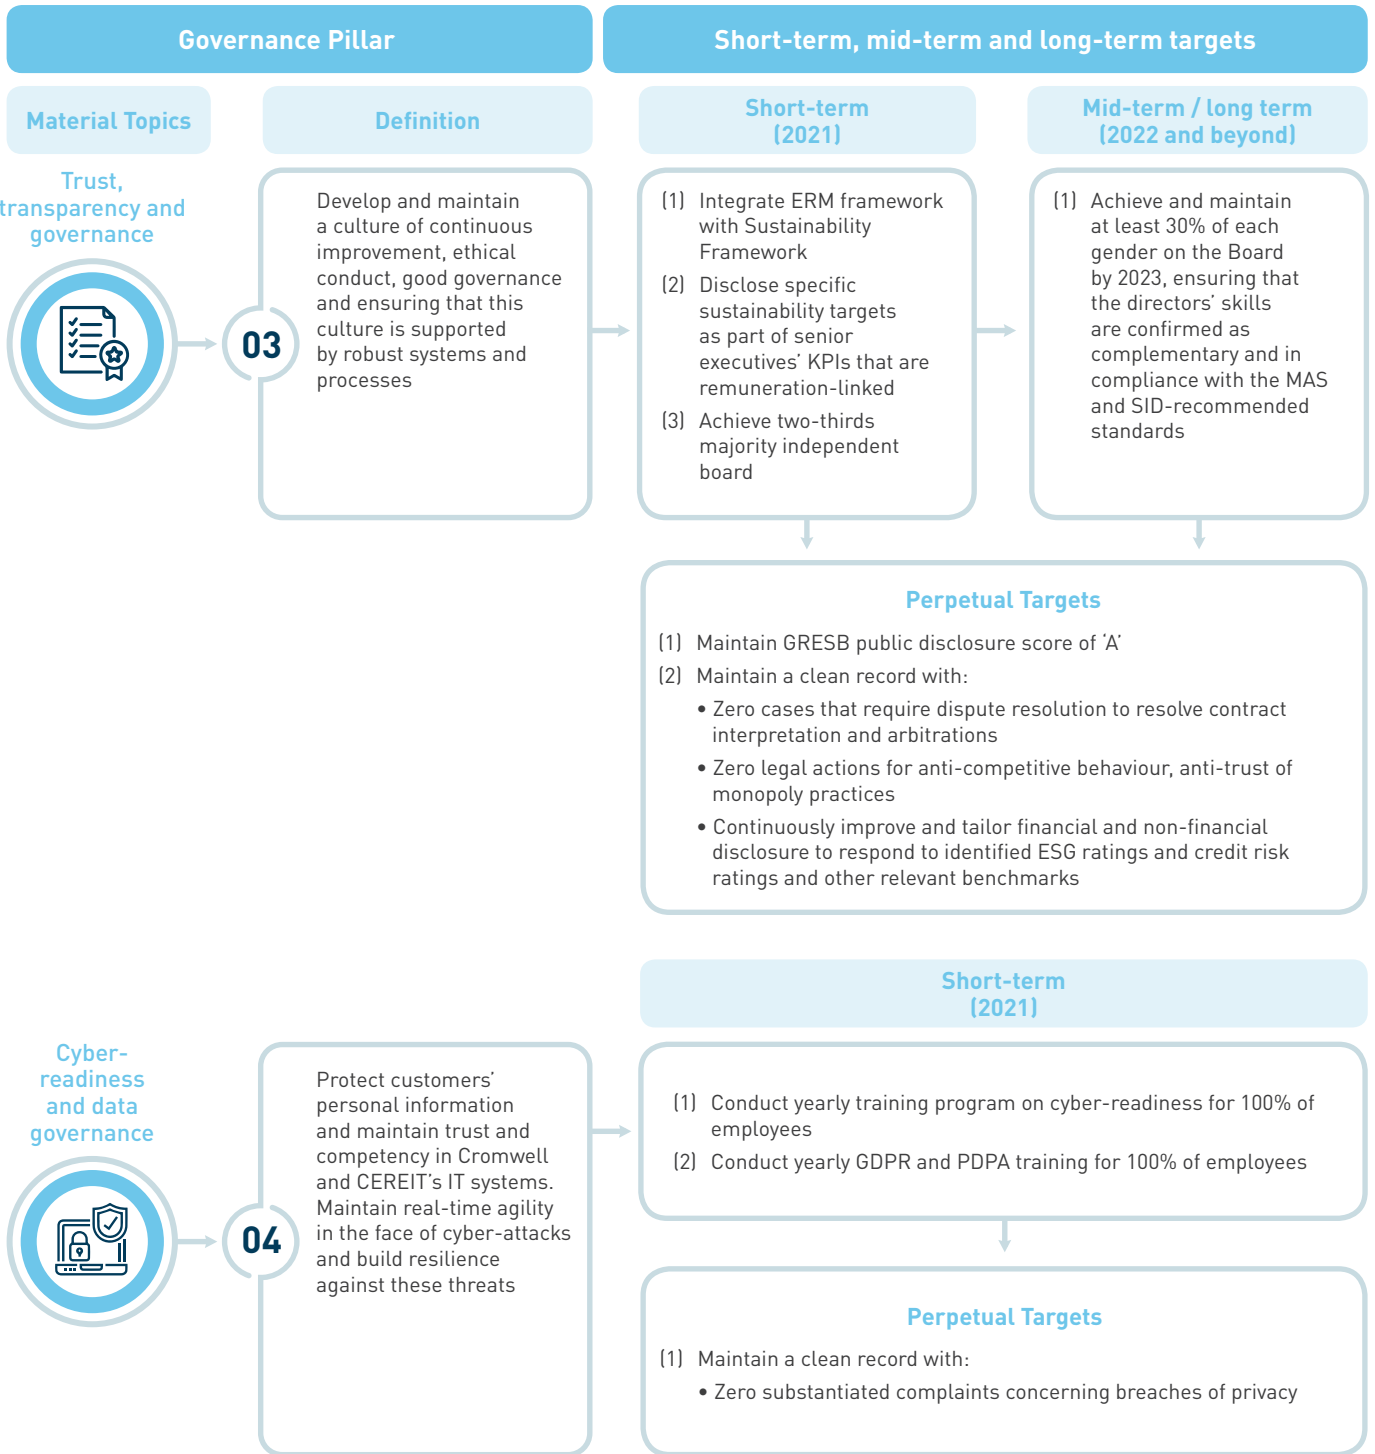 Governance Pillar
Short-term, mid-term and long-term targets
Material Topics
Definition
Short-term
(2021)
Mid-term / long term
(2022 and beyond)
Trust,
transparency and
governance
03
Develop and maintain
a culture of continuous
improvement, ethical
conduct, good governance
and ensuring that this
culture is supported
by robust systems and
processes
(1) Integrate ERM framework
with Sustainability
Framework
(2) Disclose specific
sustainability targets
as part of senior
executives’ KPIs that are
remuneration-linked
(3) Achieve two-thirds
majority independent
board
(1) Achieve and maintain
at least 30% of each
gender on the Board
by 2023, ensuring that
the directors’ skills
are confirmed as
complementary and in
compliance with the MAS
and SID-recommended
standards
Perpetual Targets
(1) Maintain GRESB public disclosure score of ‘A’
(2) Maintain a clean record with:
• Zero cases that require dispute resolution to resolve contract
interpretation and arbitrations
• Zero legal actions for anti-competitive behaviour, anti-trust of
monopoly practices
• Continuously improve and tailor financial and non-financial
disclosure to respond to identified ESG ratings and credit risk
ratings and other relevant benchmarks
Short-term
(2021)
Cyber-
readiness
and data
governance
04
Protect customers’
personal information
and maintain trust and
competency in Cromwell
and CEREIT’s IT systems.
Maintain real-time agility
in the face of cyber-attacks
and build resilience
against these threats
(1) Conduct yearly training program on cyber-readiness for 100% of
employees
(2) Conduct yearly GDPR and PDPA training for 100% of employees
Perpetual Targets
(1) Maintain a clean record with:
• Zero substantiated complaints concerning breaches of privacy